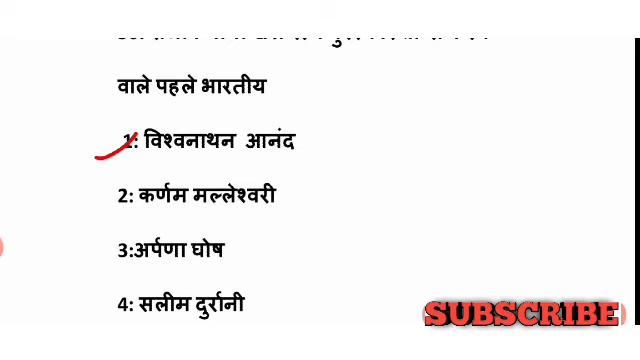 वाले पहले भारतीय
1: विश्वनाथन आनंद
2: कर्णम मल्लेश्वरी
3:अर्पणा घोष
4: सलीम दुर्रानी
SUBSCRIBE